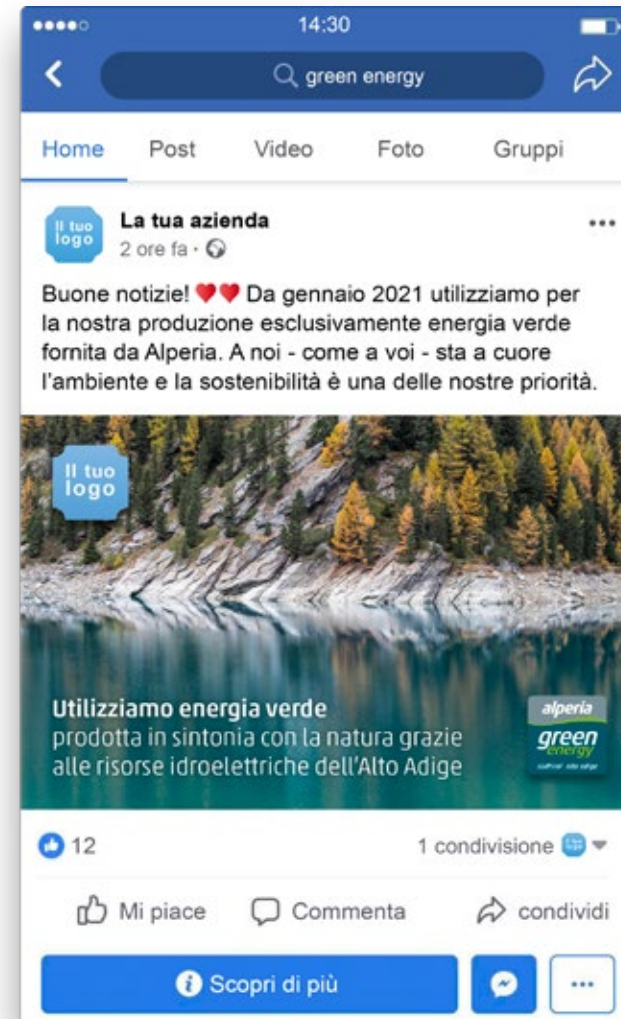 14:30
green energy
Home Post Video Foto Gruppi
Il tuo
logo
La tua azienda
2 ore fa ·
Buone notizie! ♥♥ Da gennaio 2021 utilizziamo per
la nostra produzione esclusivamente energia verde
fornita da Alperia. A noi - come a voi - sta a cuore
l'ambiente e la sostenibilità è una delle nostre priorità.
Il tuo
logo
Utilizziamo energia verde
prodotta in sintonia con la natura grazie
alle risorse idroelettriche dell'Alto Adige
alperia
green
energy
12
1 condivisione
Mi piace Commenta condividi
Scopri di più